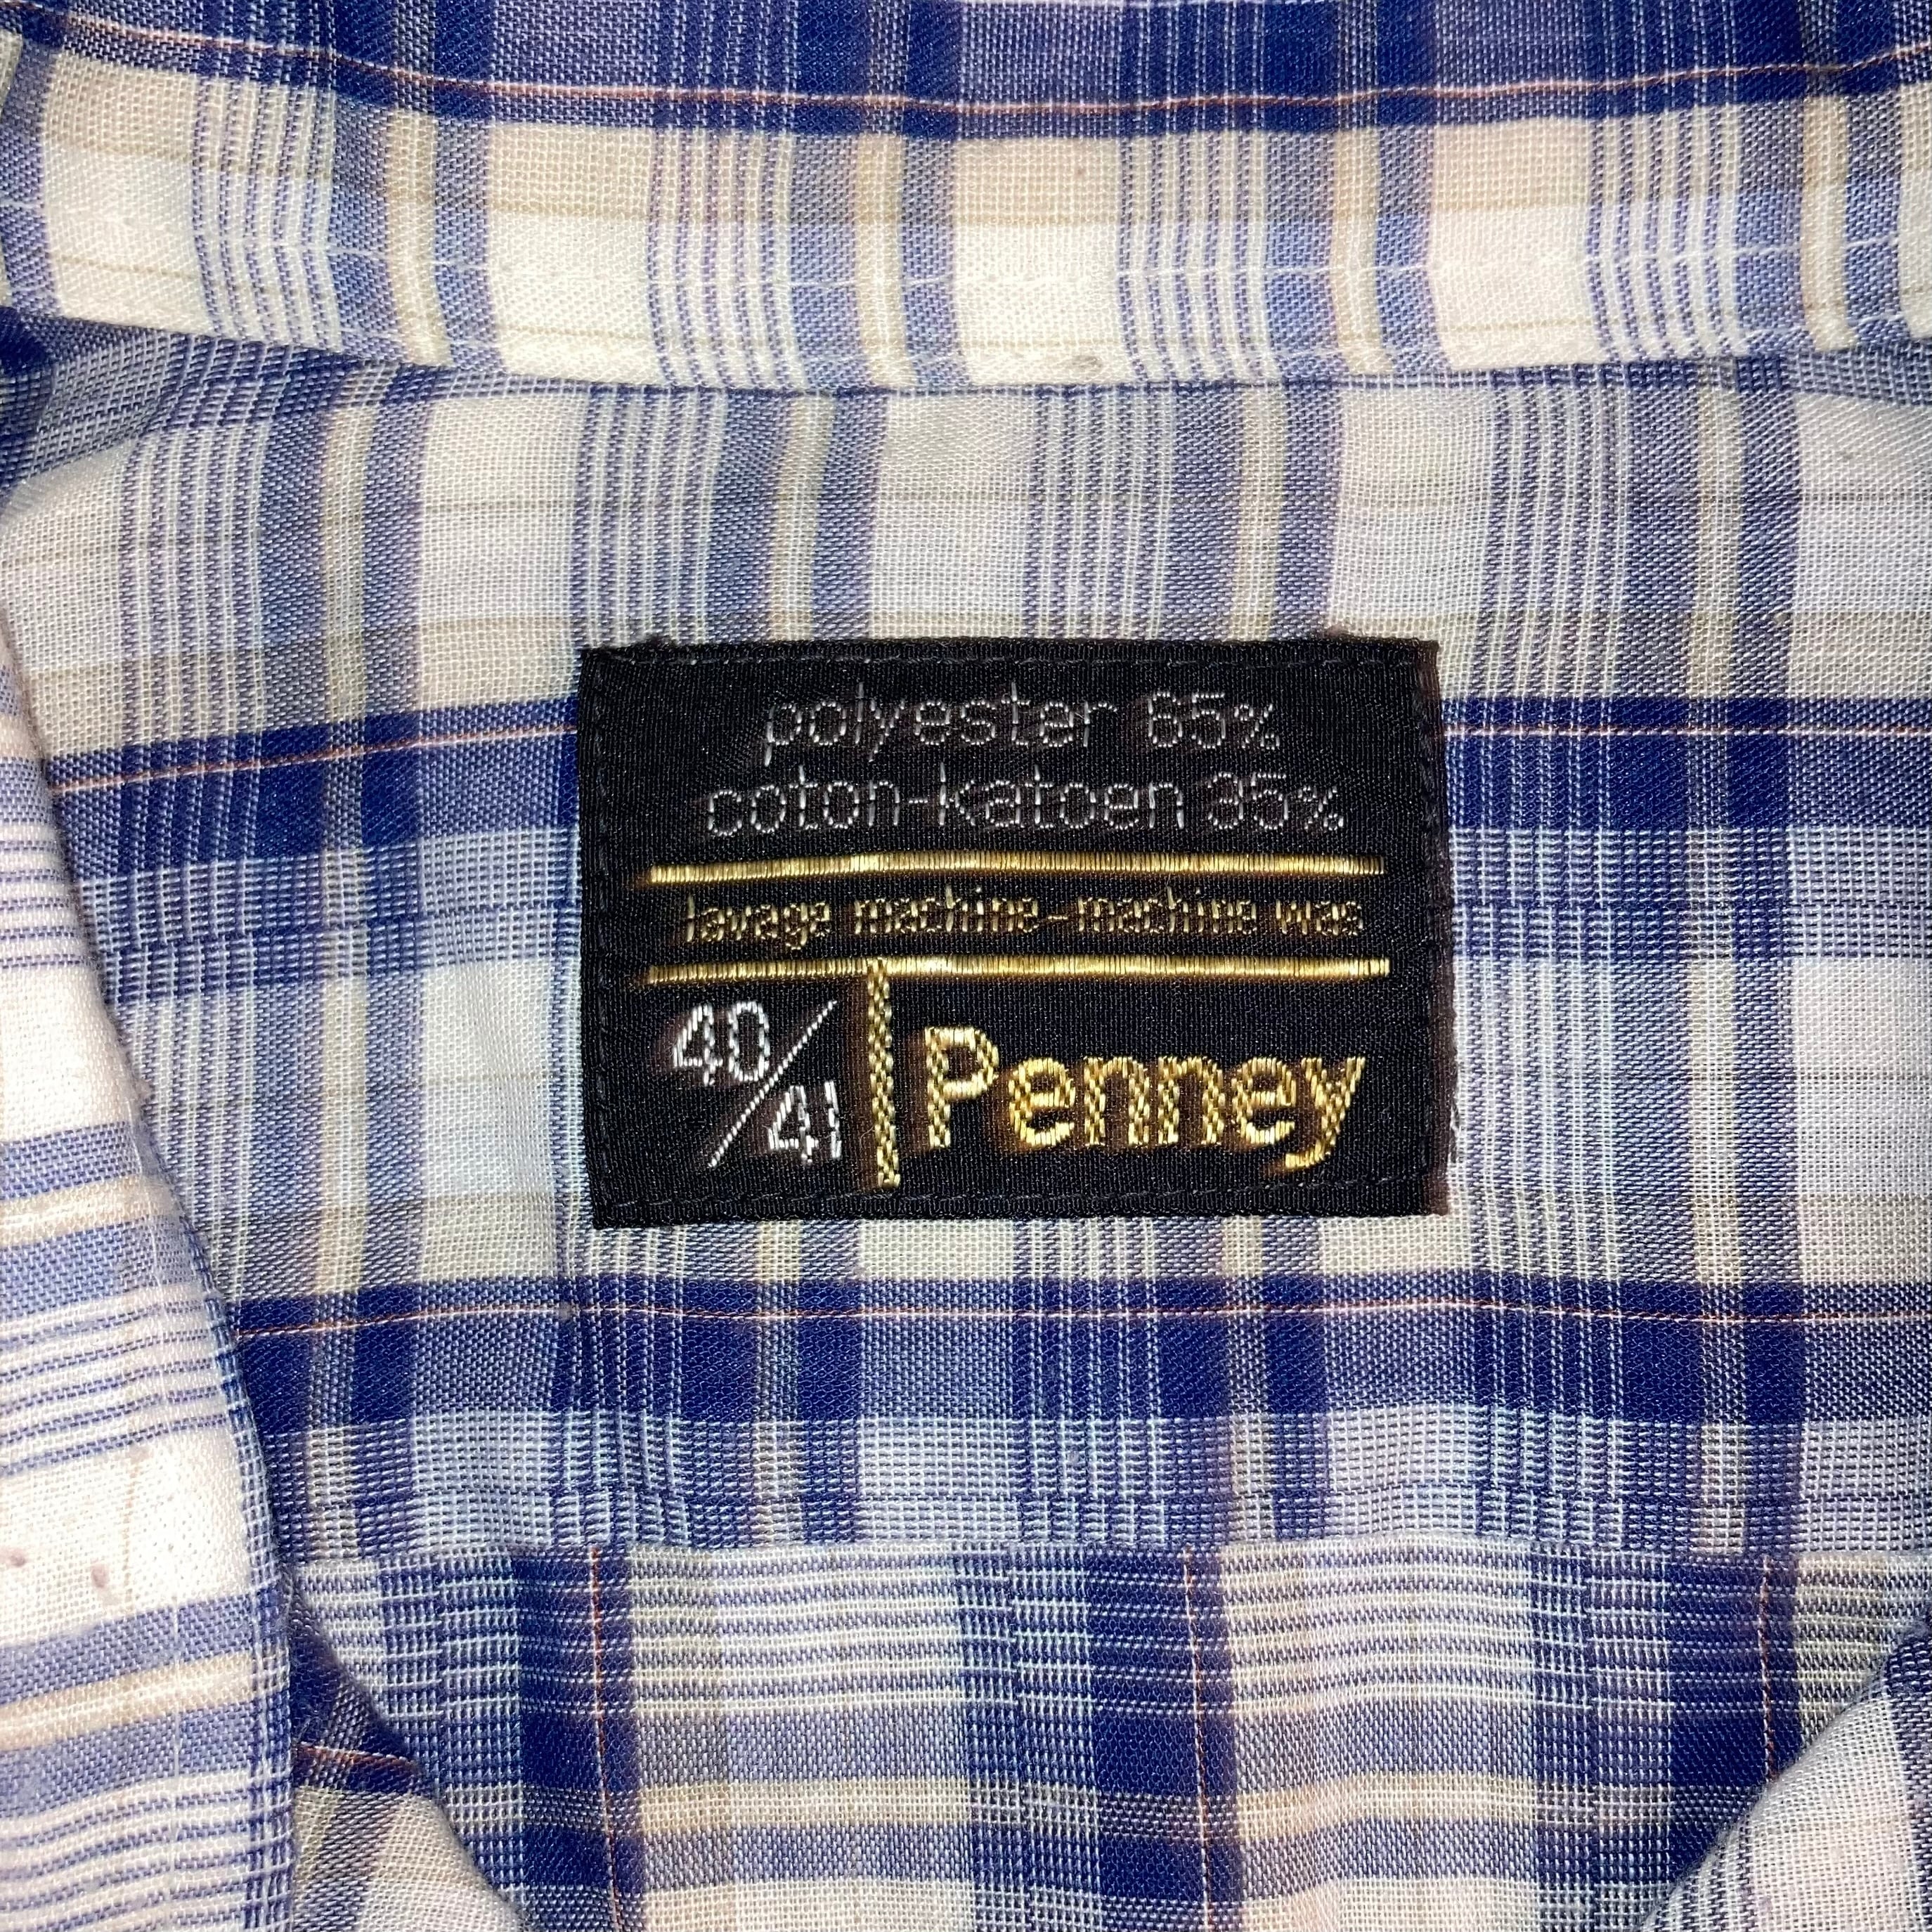 polyester 65%
coton-katoen 35%
lavage machine-machine was
40/41
Penney